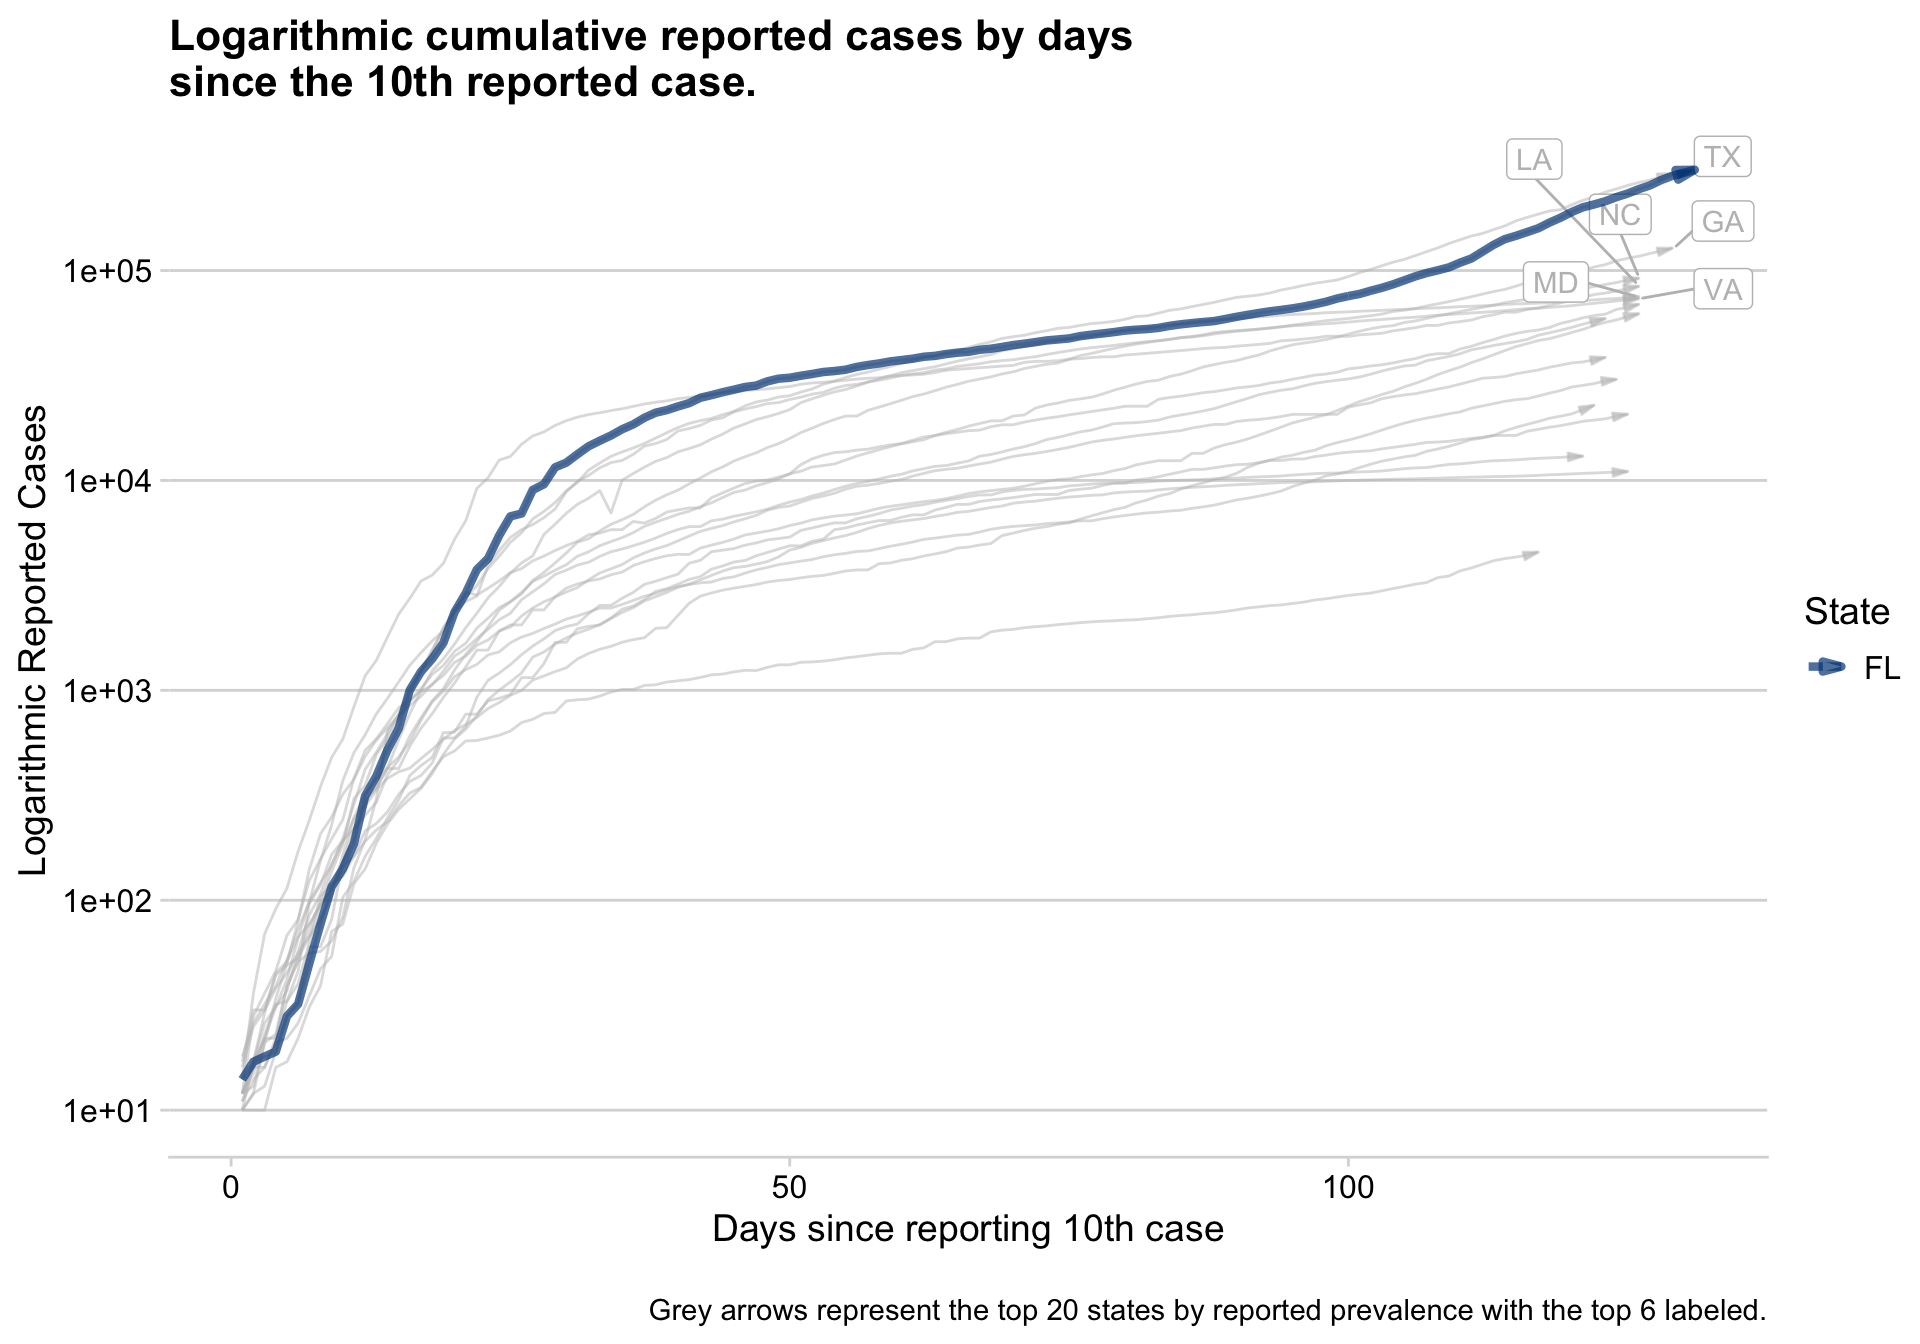 Logarithmic cumulative reported cases by days
since the 10th reported case.
LA
TX
NC
GA
MD
VA
1e+05
1e+04
1e+03
1e+02
1e+01
Logarithmic Reported Cases
0
50
100
Days since reporting 10th case
State
FL
Grey arrows represent the top 20 states by reported prevalence with the top 6 labeled.